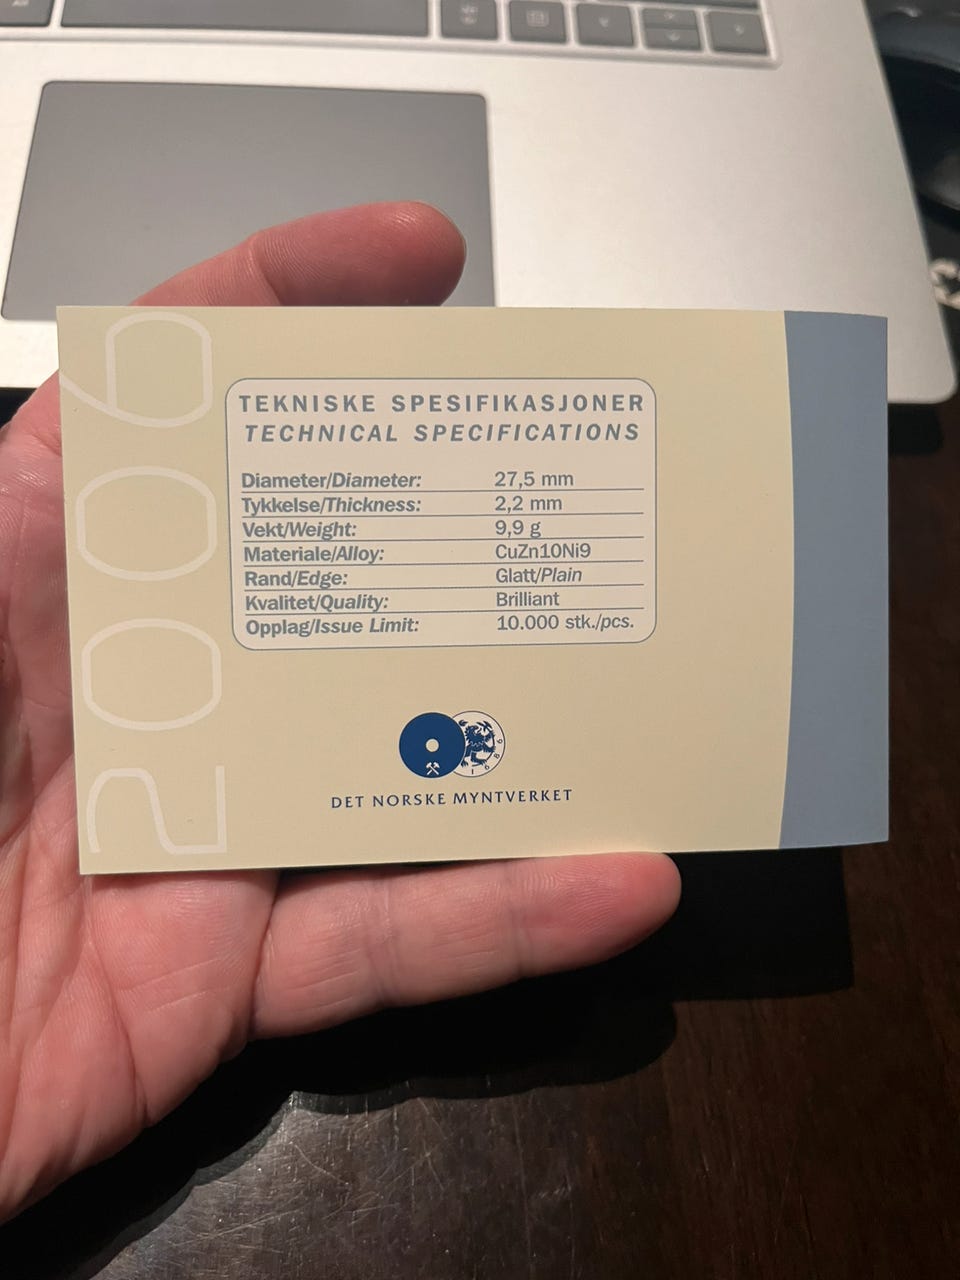 2006
TEKNISKE SPESIFIKASJONER
TECHNICAL SPECIFICATIONS
Diameter/Diameter: 27,5 mm
Tykkelse/Thickness: 2,2 mm
Vekt/Weight: 9,9 g
Materiale/Alloy: CuZn10Ni9
Rand/Edge: Glatt/Plain
Kvalitet/Quality: Brilliant
Opplag/Issue Limit: 10.000 stk./pcs.
1686
DET NORSKE MYNTVERKET